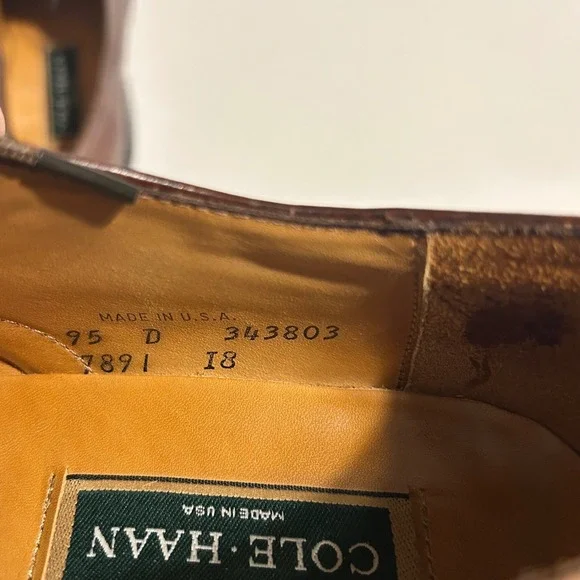 MADE IN U.S.A.
95 D 343803
7891 I8
COLE·HAAN
MADE IN USA